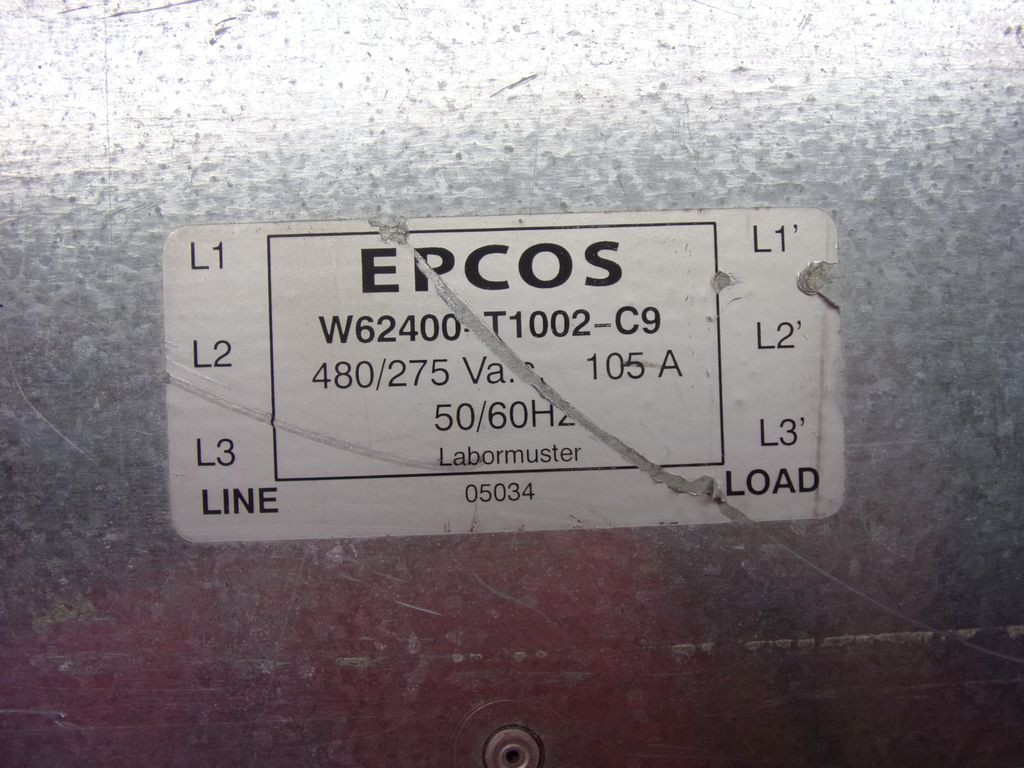 L1 EPCOS L1'
W62400-T1002-C9
L2 480/275 Va. 105 A L2'
50/60Hz
L3 Labormuster L3'
LINE 05034 LOAD